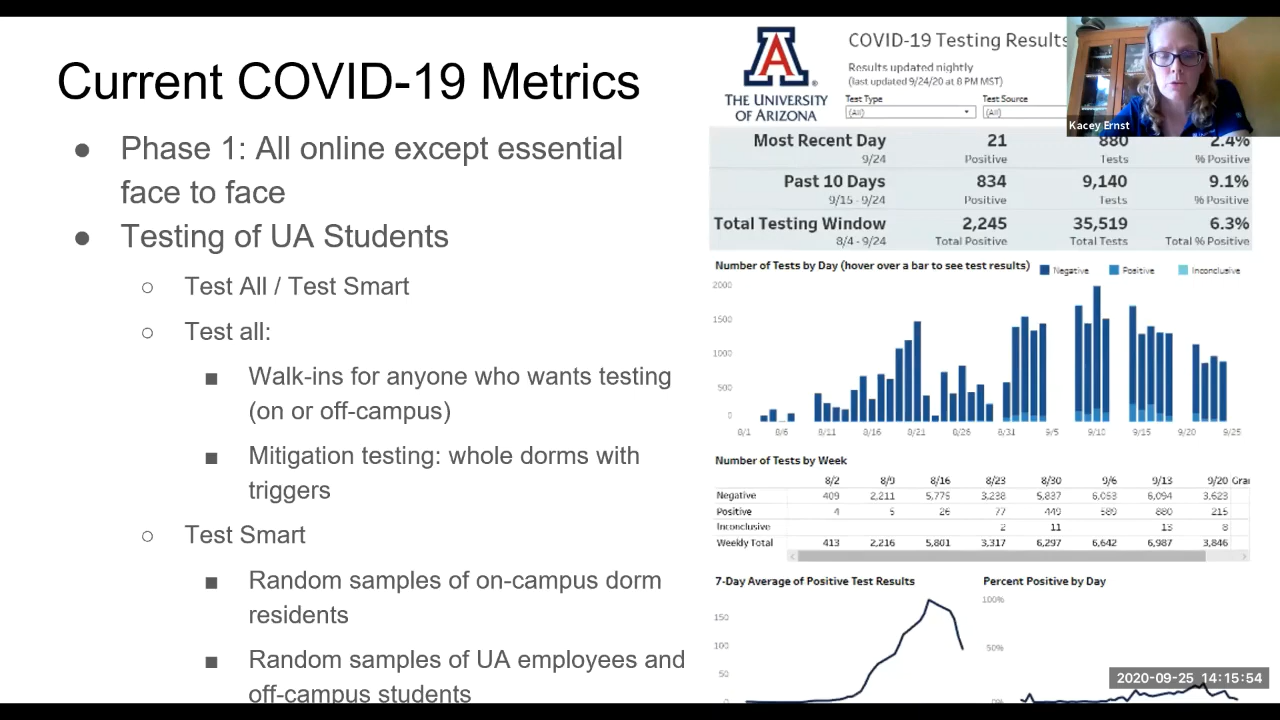 Current COVID-19 Metrics
● Phase 1: All online except essential
face to face
● Testing of UA Students
○ Test All / Test Smart
○ Test all:
■ Walk-ins for anyone who wants testing
(on or off-campus)
■ Mitigation testing: whole dorms with
triggers
○ Test Smart
■ Random samples of on-campus dorm
residents
■ Random samples of UA employees and
off-campus students
A
THE UNIVERSITY
OF ARIZONA
COVID-19 Testing Results
Results updated nightly
(last updated 9/24/20 at 8 PM MST)
Test Type
Test Source
(All)
(All)
Kacey Ernst
Most Recent Day 21 880 2.4%
9/24 Positive Tests % Positive
Past 10 Days 834 9,140 9.1%
9/15 - 9/24 Positive Tests % Positive
Total Testing Window 2,245 35,519 6.3%
8/4 - 9/24 Total Positive Total Tests Total % Positive
Number of Tests by Day (hover over a bar to see test results)
Negative Positive Inconclusive
2000
1500
1000
500
0
8/1 8/6 8/11 8/16 8/21 8/26 8/31 9/5 9/10 9/15 9/20 9/25
Number of Tests by Week
8/2 8/9 8/16 8/23 8/30 9/6 9/13 9/20
Negative 409 2,211 5,775 3,238 5,837 6,053 6,094 3,623
Positive 4 5 26 77 449 589 880 215
Inconclusive 2 11 13 8
Weekly Total 413 2,216 5,801 3,317 6,297 6,642 6,987 3,846
7-Day Average of Positive Test Results
150
100
50
Percent Positive by Day
100%
50%
0%
2020-09-25 14:15:54